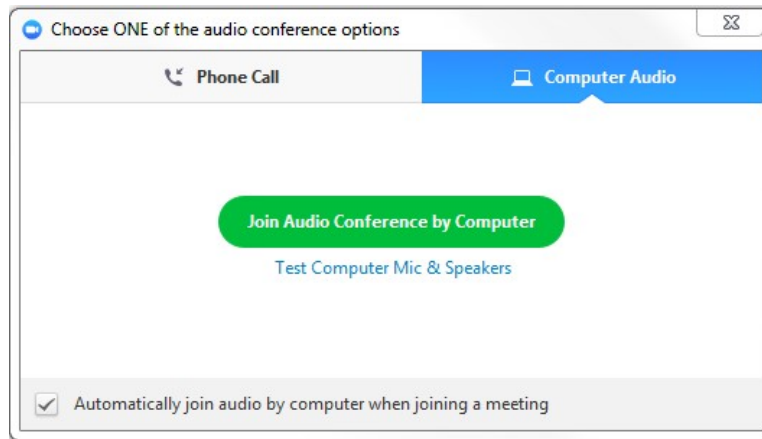 Choose ONE of the audio conference options
Phone Call
Computer Audio
Join Audio Conference by Computer
Test Computer Mic & Speakers
Automatically join audio by computer when joining a meeting